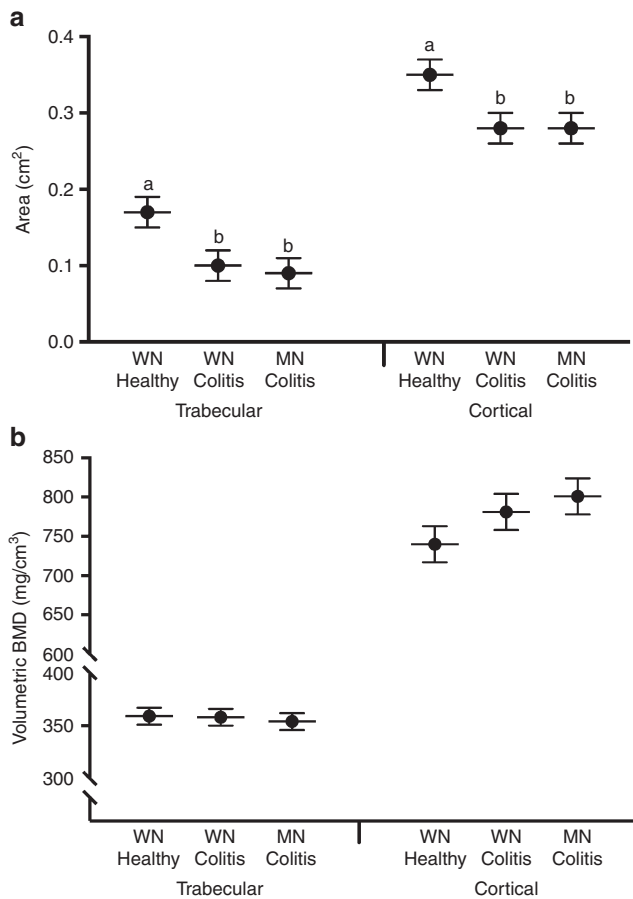 a
Area (cm²)
0.4
0.3
0.2
0.1
0.0
a
b
b
a
b
b
WN WN MN WN WN MN
Healthy Colitis Colitis Healthy Colitis Colitis
Trabecular Cortical
b
Volumetric BMD (mg/cm³)
850
800
750
700
650
600
400
350
300
WN WN MN WN WN MN
Healthy Colitis Colitis Healthy Colitis Colitis
Trabecular Cortical